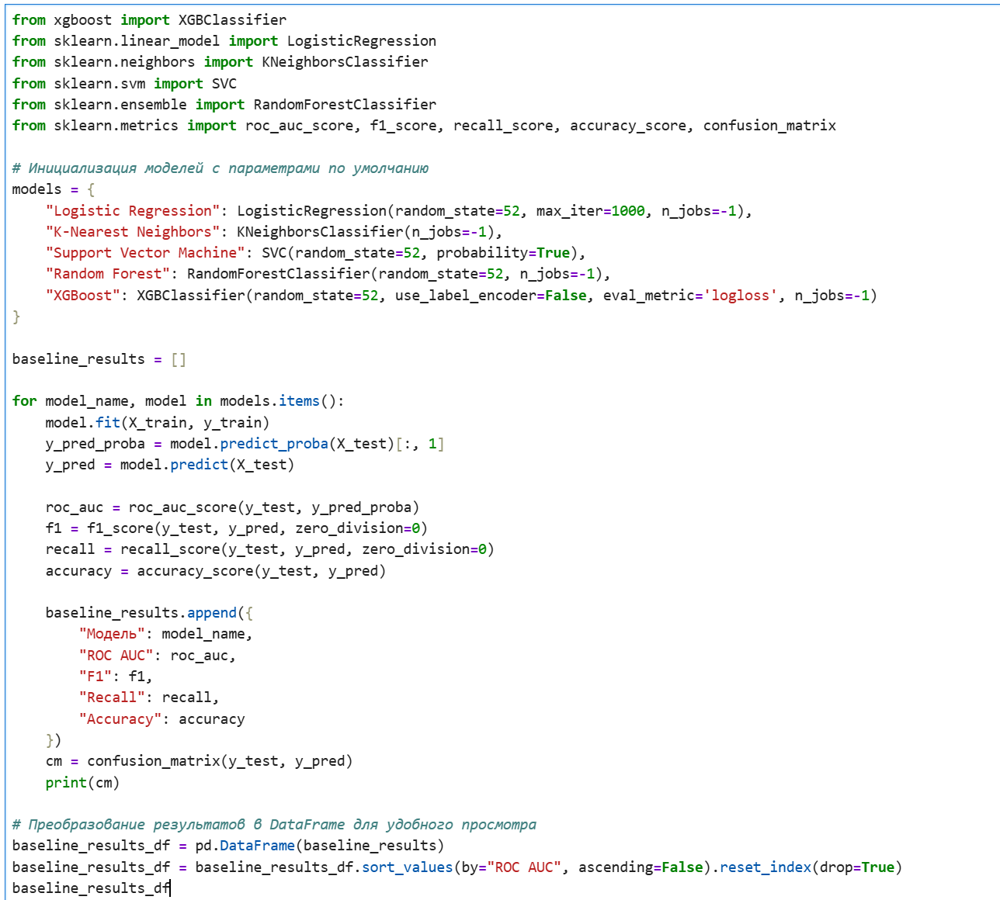 from xgboost import XGBClassifier
from sklearn.linear_model import LogisticRegression
from sklearn.neighbors import KNeighborsClassifier
from sklearn.svm import SVC
from sklearn.ensemble import RandomForestClassifier
from sklearn.metrics import roc_auc_score, f1_score, recall_score, accuracy_score, confusion_matrix

# Инициализация моделей с параметрами по умолчанию
models = {
    "Logistic Regression": LogisticRegression(random_state=52, max_iter=1000, n_jobs=-1),
    "K-Nearest Neighbors": KNeighborsClassifier(n_jobs=-1),
    "Support Vector Machine": SVC(random_state=52, probability=True),
    "Random Forest": RandomForestClassifier(random_state=52, n_jobs=-1),
    "XGBoost": XGBClassifier(random_state=52, use_label_encoder=False, eval_metric='logloss', n_jobs=-1)
}

baseline_results = []

for model_name, model in models.items():
    model.fit(X_train, y_train)
    y_pred_proba = model.predict_proba(X_test)[:, 1]
    y_pred = model.predict(X_test)

    roc_auc = roc_auc_score(y_test, y_pred_proba)
    f1 = f1_score(y_test, y_pred, zero_division=0)
    recall = recall_score(y_test, y_pred, zero_division=0)
    accuracy = accuracy_score(y_test, y_pred)

    baseline_results.append({
        "Модель": model_name,
        "ROC AUC": roc_auc,
        "F1": f1,
        "Recall": recall,
        "Accuracy": accuracy
    })
    cm = confusion_matrix(y_test, y_pred)
    print(cm)

# Преобразование результатов в DataFrame для удобного просмотра
baseline_results_df = pd.DataFrame(baseline_results)
baseline_results_df = baseline_results_df.sort_values(by="ROC AUC", ascending=False).reset_index(drop=True)
baseline_results_df